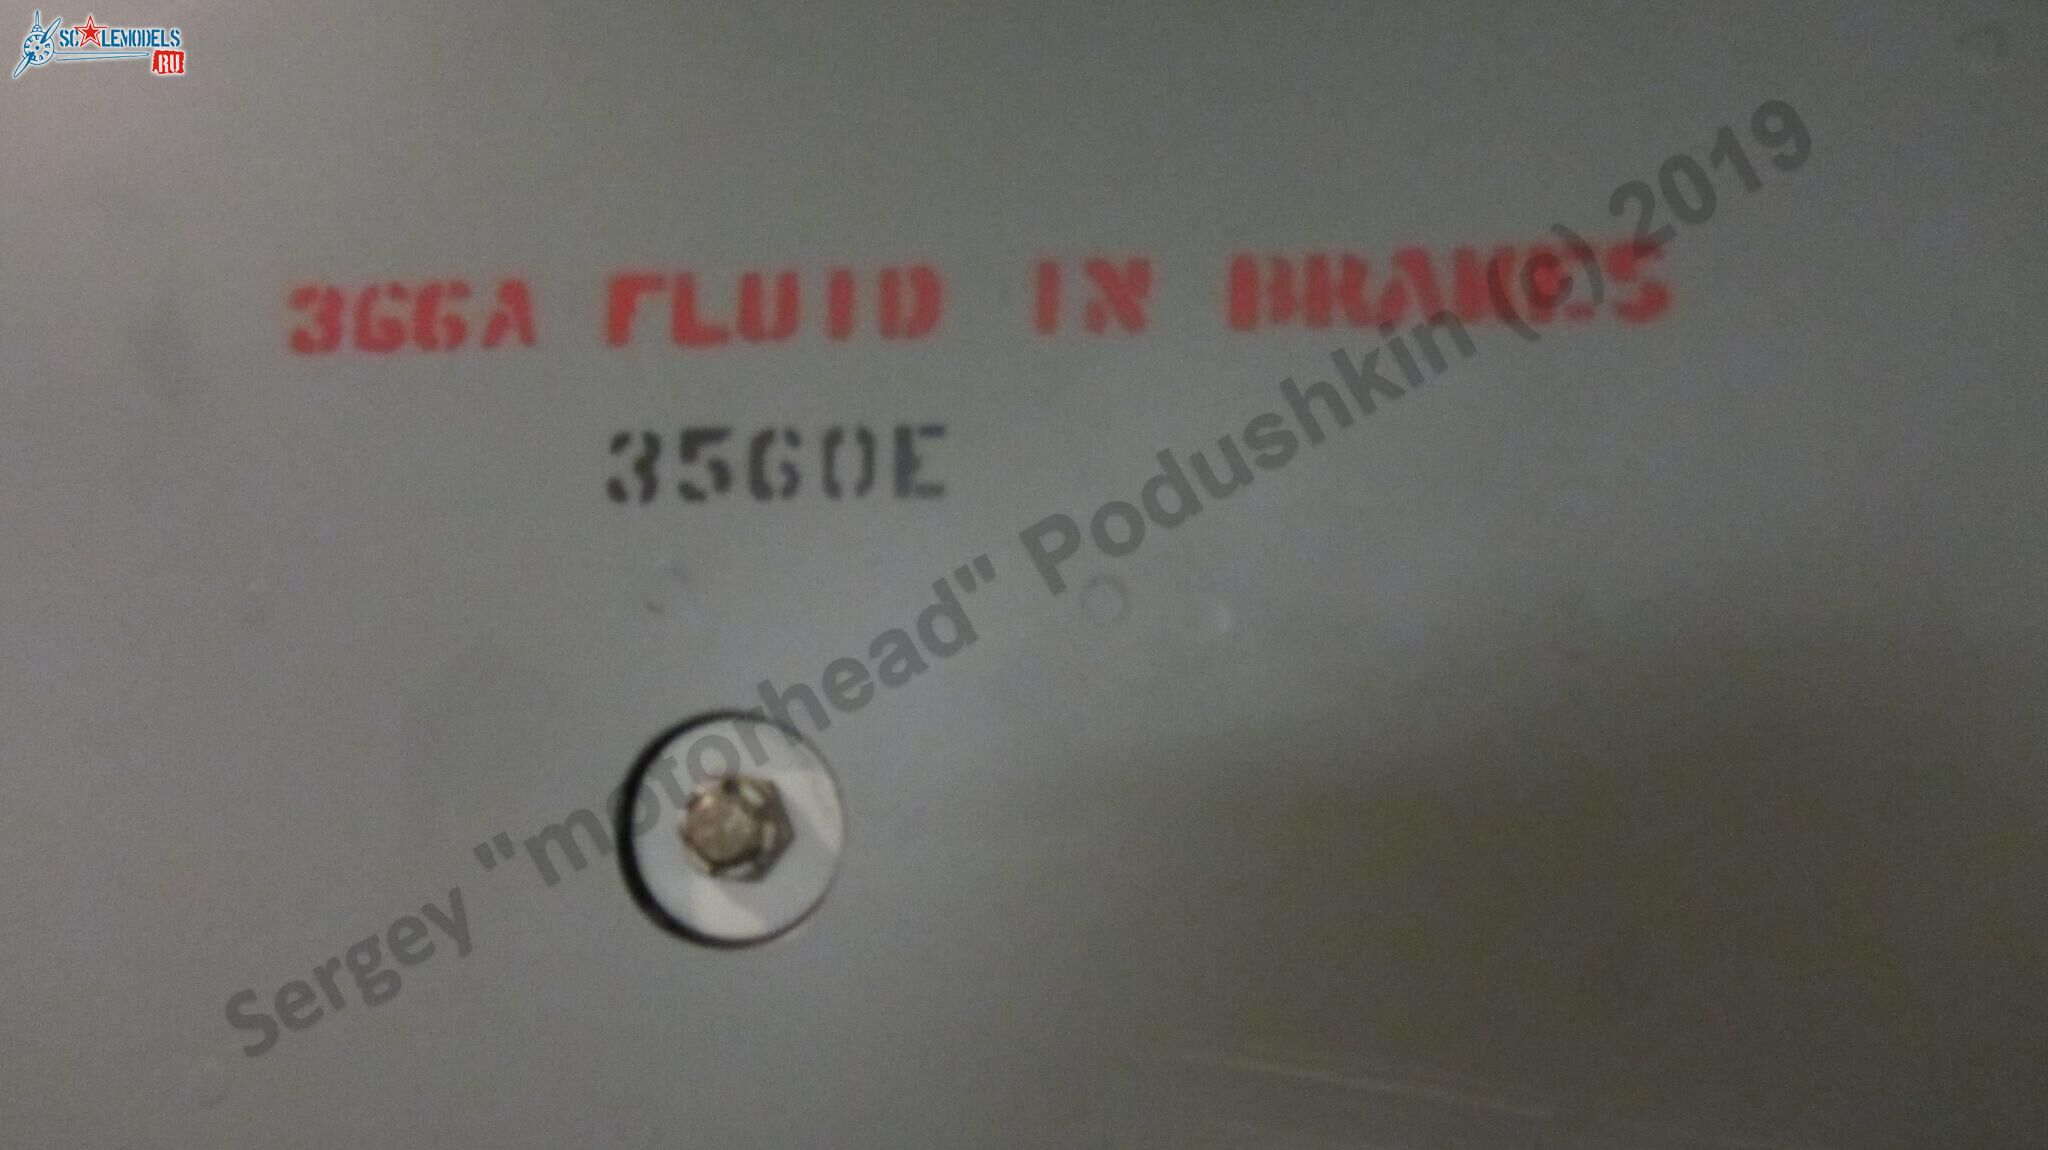 SCALEMODELS
RU
366A FLUID IN BRAKES
3560E
Sergey "motorhead" Podushkin (c) 2019